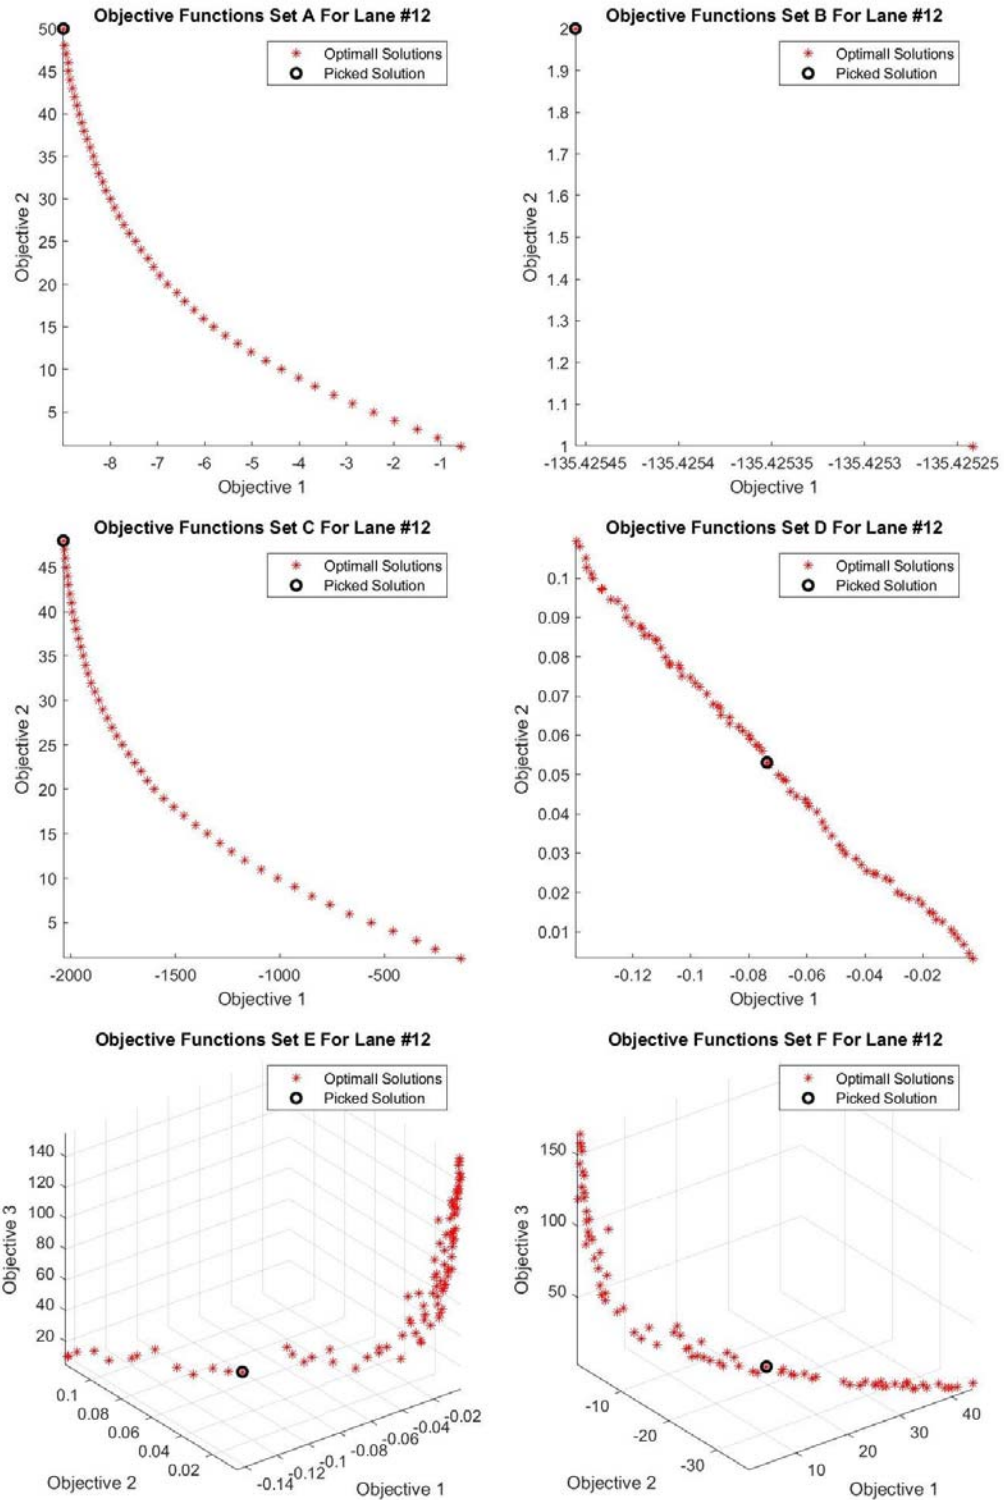 Objective Functions Set A For Lane #12
Optimall Solutions
Picked Solution
Objective 2
50
45
40
35
30
25
20
15
10
5
-8 -7 -6 -5 -4 -3 -2 -1
Objective 1
Objective Functions Set B For Lane #12
Optimall Solutions
Picked Solution
Objective 2
2
1.9
1.8
1.7
1.6
1.5
1.4
1.3
1.2
1.1
1
-135.42545 -135.4254 -135.42535 -135.4253 -135.42525
Objective 1
Objective Functions Set C For Lane #12
Optimall Solutions
Picked Solution
Objective 2
45
40
35
30
25
20
15
10
5
-2000 -1500 -1000 -500
Objective 1
Objective Functions Set D For Lane #12
Optimall Solutions
Picked Solution
Objective 2
0.1
0.09
0.08
0.07
0.06
0.05
0.04
0.03
0.02
0.01
-0.12 -0.1 -0.08 -0.06 -0.04 -0.02
Objective 1
Objective Functions Set E For Lane #12
Optimall Solutions
Picked Solution
Objective 3
140
120
100
80
60
40
20
0.1
0.08
0.06
0.04
0.02
Objective 2
-0.14 -0.12 -0.1 -0.08 -0.06 -0.04 -0.02
Objective 1
Objective Functions Set F For Lane #12
Optimall Solutions
Picked Solution
Objective 3
150
100
50
-10
-20
-30
Objective 2
10 20 30 40
Objective 1